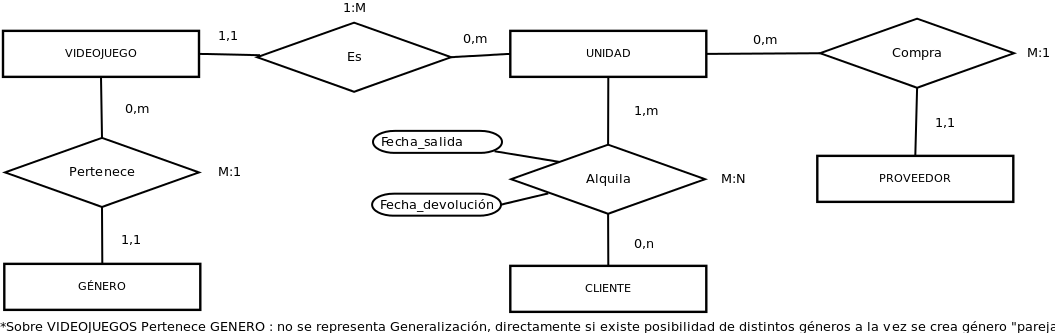 1:M
1,1
0,m
0,m
VIDEOJUEGO
Es
UNIDAD
Compra
M:1
0,m
1,m
1,1
Fecha_salida
Pertenece
M:1
Alquila
M:N
PROVEEDOR
Fecha_devolución
1,1
0,n
GÉNERO
CLIENTE
*Sobre VIDEOJUEGOS Pertenece GENERO : no se representa Generalización, directamente si existe posibilidad de distintos géneros a la vez se crea género "pareja